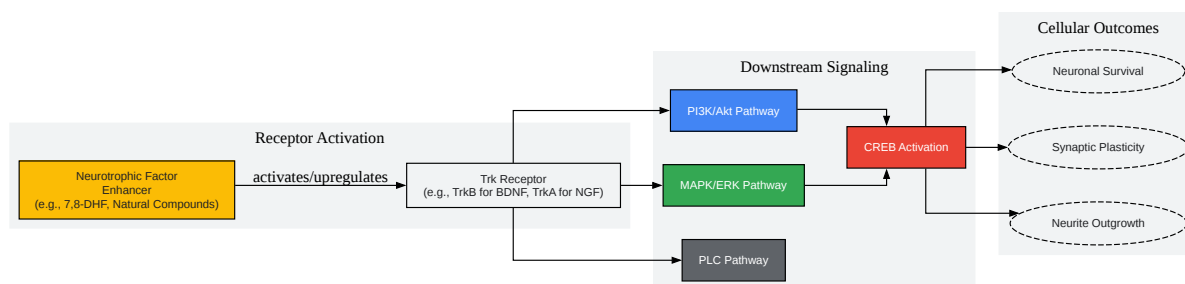 Receptor Activation
Neurotrophic Factor
Enhancer
(e.g., 7,8-DHF, Natural Compounds)
activates/upregulates
Trk Receptor
(e.g., TrkB for BDNF, TrkA for NGF)
Downstream Signaling
PI3K/Akt Pathway
MAPK/ERK Pathway
PLC Pathway
CREB Activation
Cellular Outcomes
Neuronal Survival
Synaptic Plasticity
Neurite Outgrowth